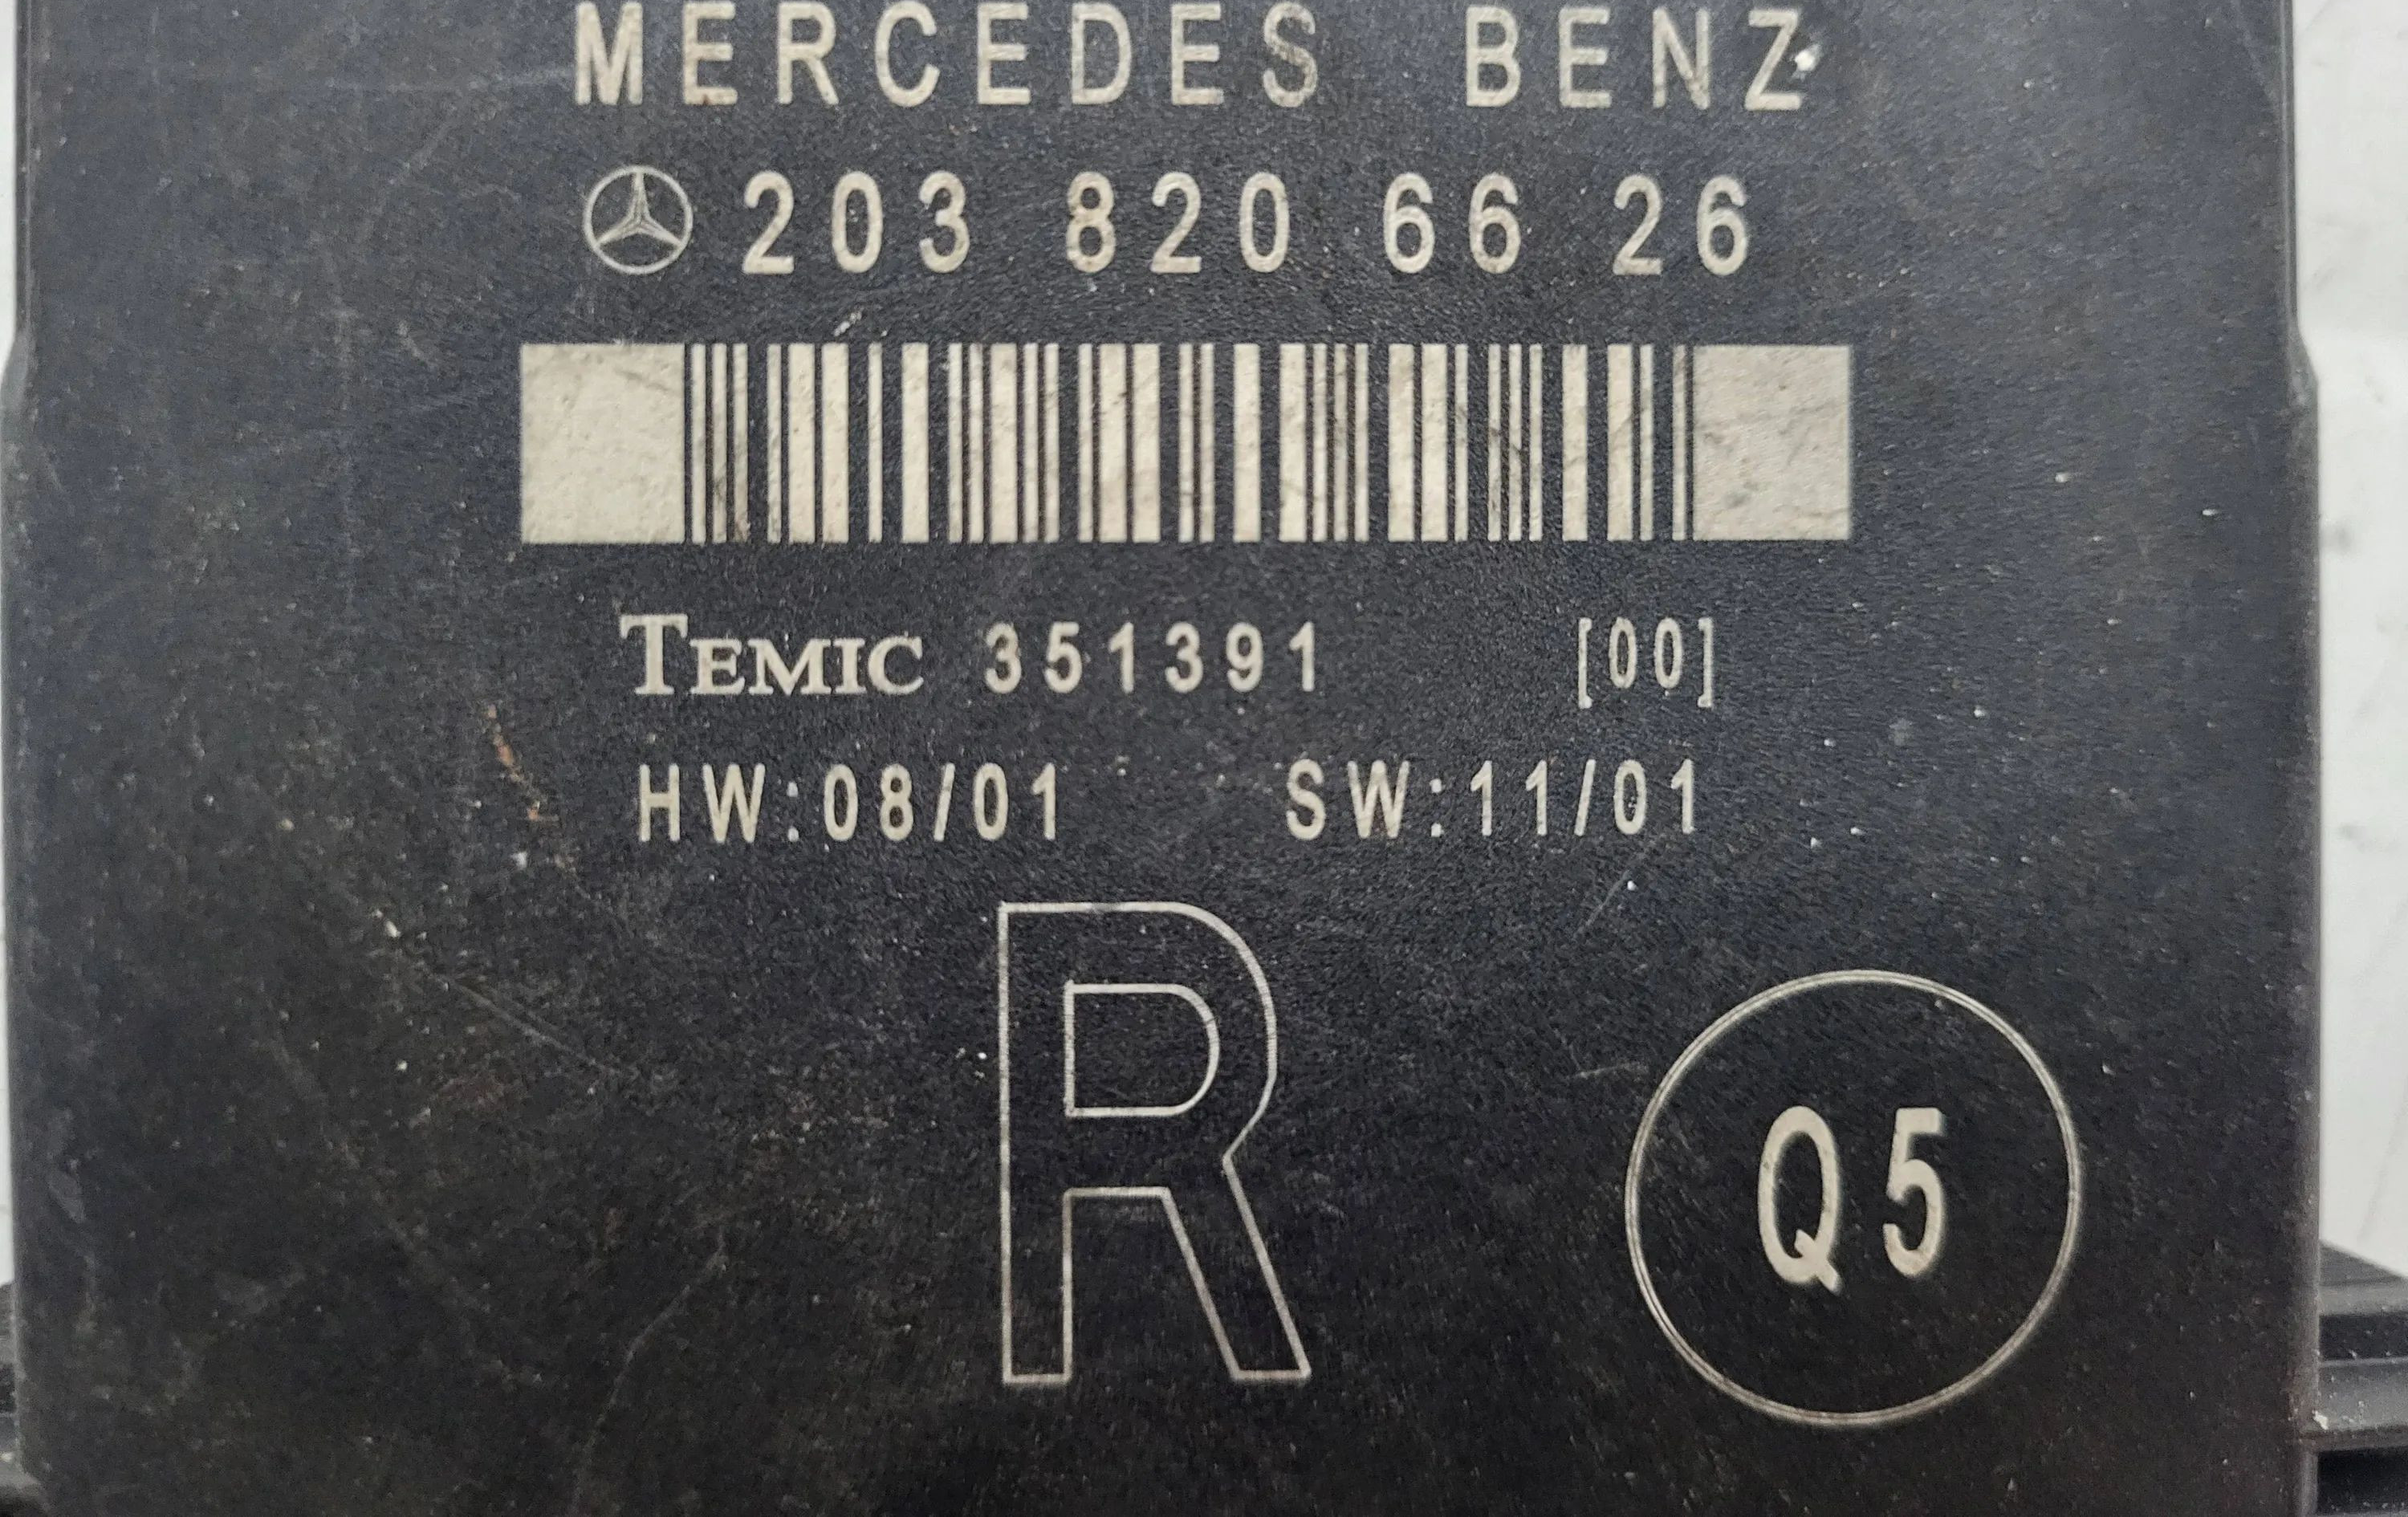 MERCEDES BENZ
203 820 66 26
TEMIC 351391 [00]
HW:08/01 SW:11/01
R
Q5